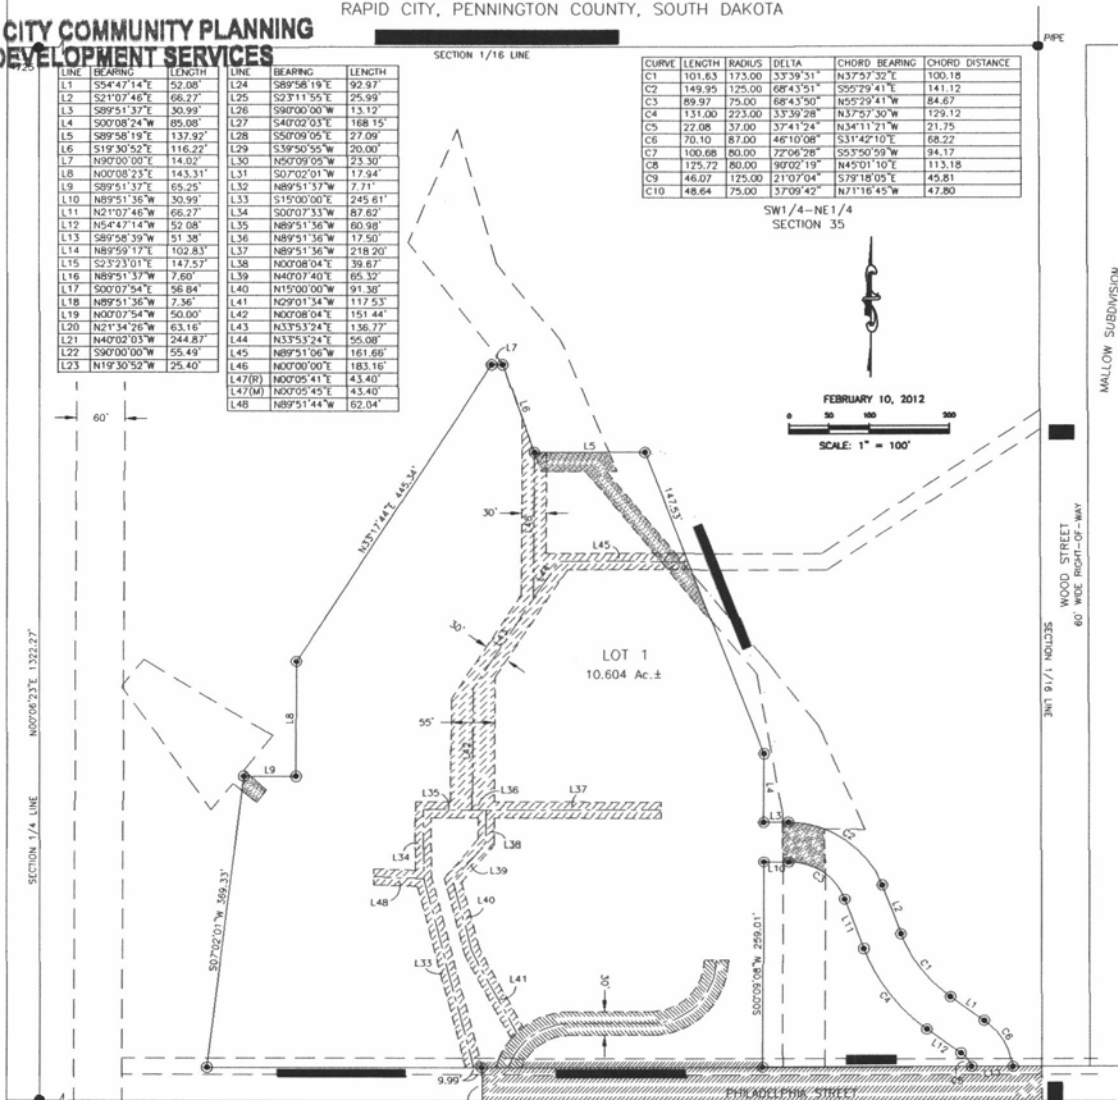 RAPID CITY, PENNINGTON COUNTY, SOUTH DAKOTA
CITY COMMUNITY PLANNING
DEVELOPMENT SERVICES
SECTION 1/16 LINE
PIPE
LINE BEARING LENGTH
L1 S54°47'14"E 52.08'
L2 S21°07'46"E 66.27'
L3 S89°51'37"E 30.99'
L4 S00°08'24"W 85.08'
L5 S89°58'19"E 137.92'
L6 S19°30'52"E 116.22'
L7 N90°00'00"E 14.02'
L8 N00°08'23"E 143.31'
L9 S89°51'37"E 65.25'
L10 N89°51'36"W 30.99'
L11 N21°07'46"W 66.27'
L12 N54°47'14"W 52.08'
L13 S89°58'39"W 51.38'
L14 N89°59'17"E 102.83'
L15 S23°23'01"E 147.57'
L16 N89°51'37"W 7.60'
L17 S00°07'54"E 56.84'
L18 N89°51'36"W 7.36'
L19 N00°07'54"W 50.00'
L20 N21°34'26"W 63.16'
L21 N40°02'03"W 244.87'
L22 S90°00'00"W 55.49'
L23 N19°30'52"W 25.40'
LINE BEARING LENGTH
L24 S89°58'19"E 92.97'
L25 S23°11'55"E 25.99'
L26 S90°00'00"W 13.12'
L27 S40°02'03"E 168.15'
L28 S50°09'05"E 27.09'
L29 S39°50'55"W 20.00'
L30 N50°09'05"W 23.30'
L31 S07°02'01"W 17.94'
L32 N89°51'37"W 7.71'
L33 S15°00'00"E 245.61'
L34 S00°07'33"W 87.62'
L35 N89°51'36"W 60.98'
L36 N89°51'36"W 17.50'
L37 N89°51'36"W 218.20'
L38 N00°08'04"E 39.67'
L39 N40°07'40"E 65.32'
L40 N15°00'00"W 91.38'
L41 N29°01'34"W 117.53'
L42 N00°08'04"E 151.44'
L43 N33°53'24"E 136.77'
L44 N33°53'24"E 55.08'
L45 N89°51'06"W 161.66'
L46 N00°00'00"E 183.16'
L47(R) N00°05'41"E 43.40'
L47(M) N00°05'45"E 43.40'
L48 N89°51'44"W 62.04'
CURVE LENGTH RADIUS DELTA CHORD BEARING CHORD DISTANCE
C1 101.63 173.00 33°39'31" N37°57'32"E 100.18
C2 149.95 125.00 68°43'51" S55°29'41"E 141.12
C3 89.97 75.00 68°43'50" N55°29'41"W 84.67
C4 131.00 223.00 33°39'28" N37°57'30"W 129.12
C5 22.08 37.00 37°41'24" N34°11'21"W 21.75
C6 70.10 87.00 46°10'08" S31°42'10"E 68.22
C7 100.68 80.00 72°06'28" S53°50'59"W 94.17
C8 125.72 80.00 90°02'19" N45°01'10"E 113.18
C9 46.07 125.00 21°07'04" S79°18'05"E 45.81
C10 48.64 75.00 37°09'42" N71°16'45"W 47.80
SW1/4-NE1/4
SECTION 35
FEBRUARY 10, 2012
0 50 100 200
SCALE: 1" = 100'
MALLOW SUBDIVISION
WOOD STREET
60' WIDE RIGHT-OF-WAY
SECTION 1/16 LINE
60'
L7
L6
L5
N33°17'44"E 445.34'
147.53'
30'
L46
L45
L44
30'
L43
LOT 1
10.604 Ac.±
N00°06'23"E 1322.27'
SECTION 1/4 LINE
L8
L9
55'
L42
L4
L35
L36
L37
L3
C2
L34
L38
L39
L10
C3
L48
L40
L2
L11
S07°02'01"W 369.33'
S00°09'08"W 259.01'
L33
L41
30'
C1
C4
L1
C6
L12
C5
L13
9.99'
PHILADELPHIA STREET